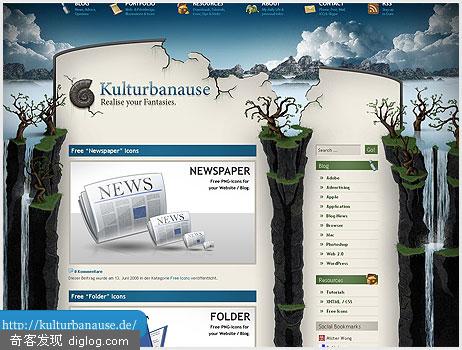 BLOG
PORTFOLIO
RESOURCES
ABOUT
CONTACT
RSS
Kulturbanause
Realise your Fantasies.
Search ...
Go!
Free "Newspaper" Icons
NEWSPAPER
Free PNG-Icons
for your Website / Blog.
NEWS
0 Kommentare
Dieser Beitrag wurde am 13. Juni 2008 in der Kategorie Free Icons veröffentlicht.
Free "Folder" Icons
FOLDER
Free PNG-Icons
for your Website / Blog.
Blog
Adobe
Advertising
Apple
Application
Blog-News
Browser
Mac
Photoshop
Web 2.0
WordPress
Resources
Tutorials
XHTML / CSS
Free Icons
Social Bookmarks
Mister Wong
http://kulturbanause.de/
奇客发现 diglog.com